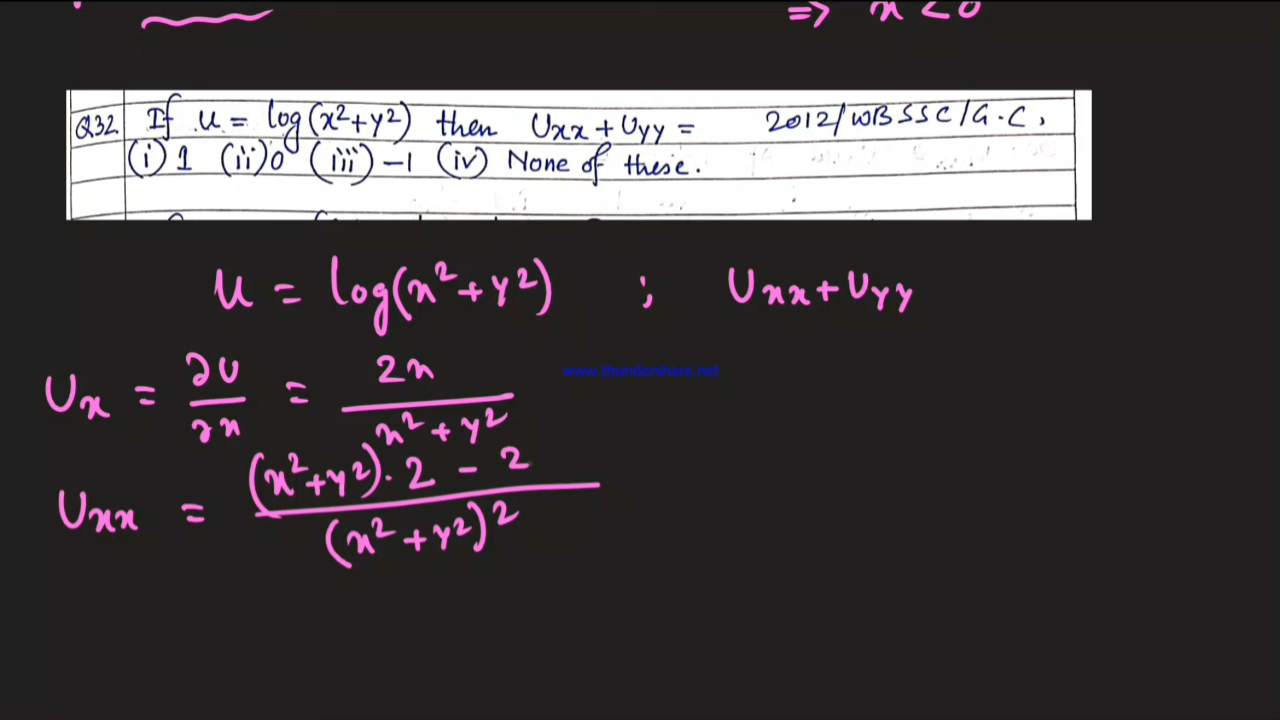 ⇒ x < 0
Q32 If u = log(x²+y²) then Uxx + Uyy = 2012/WBSSC/G.C.
(i) 1 (ii) 0 (iii) -1 (iv) None of these.
u = log(x²+y²) ; Uxx+Uyy
Ux = ∂U/∂x = 2x/(x²+y²)
www.thundershare.net
Uxx = ((x²+y²)·2 - 2)/(x²+y²)²